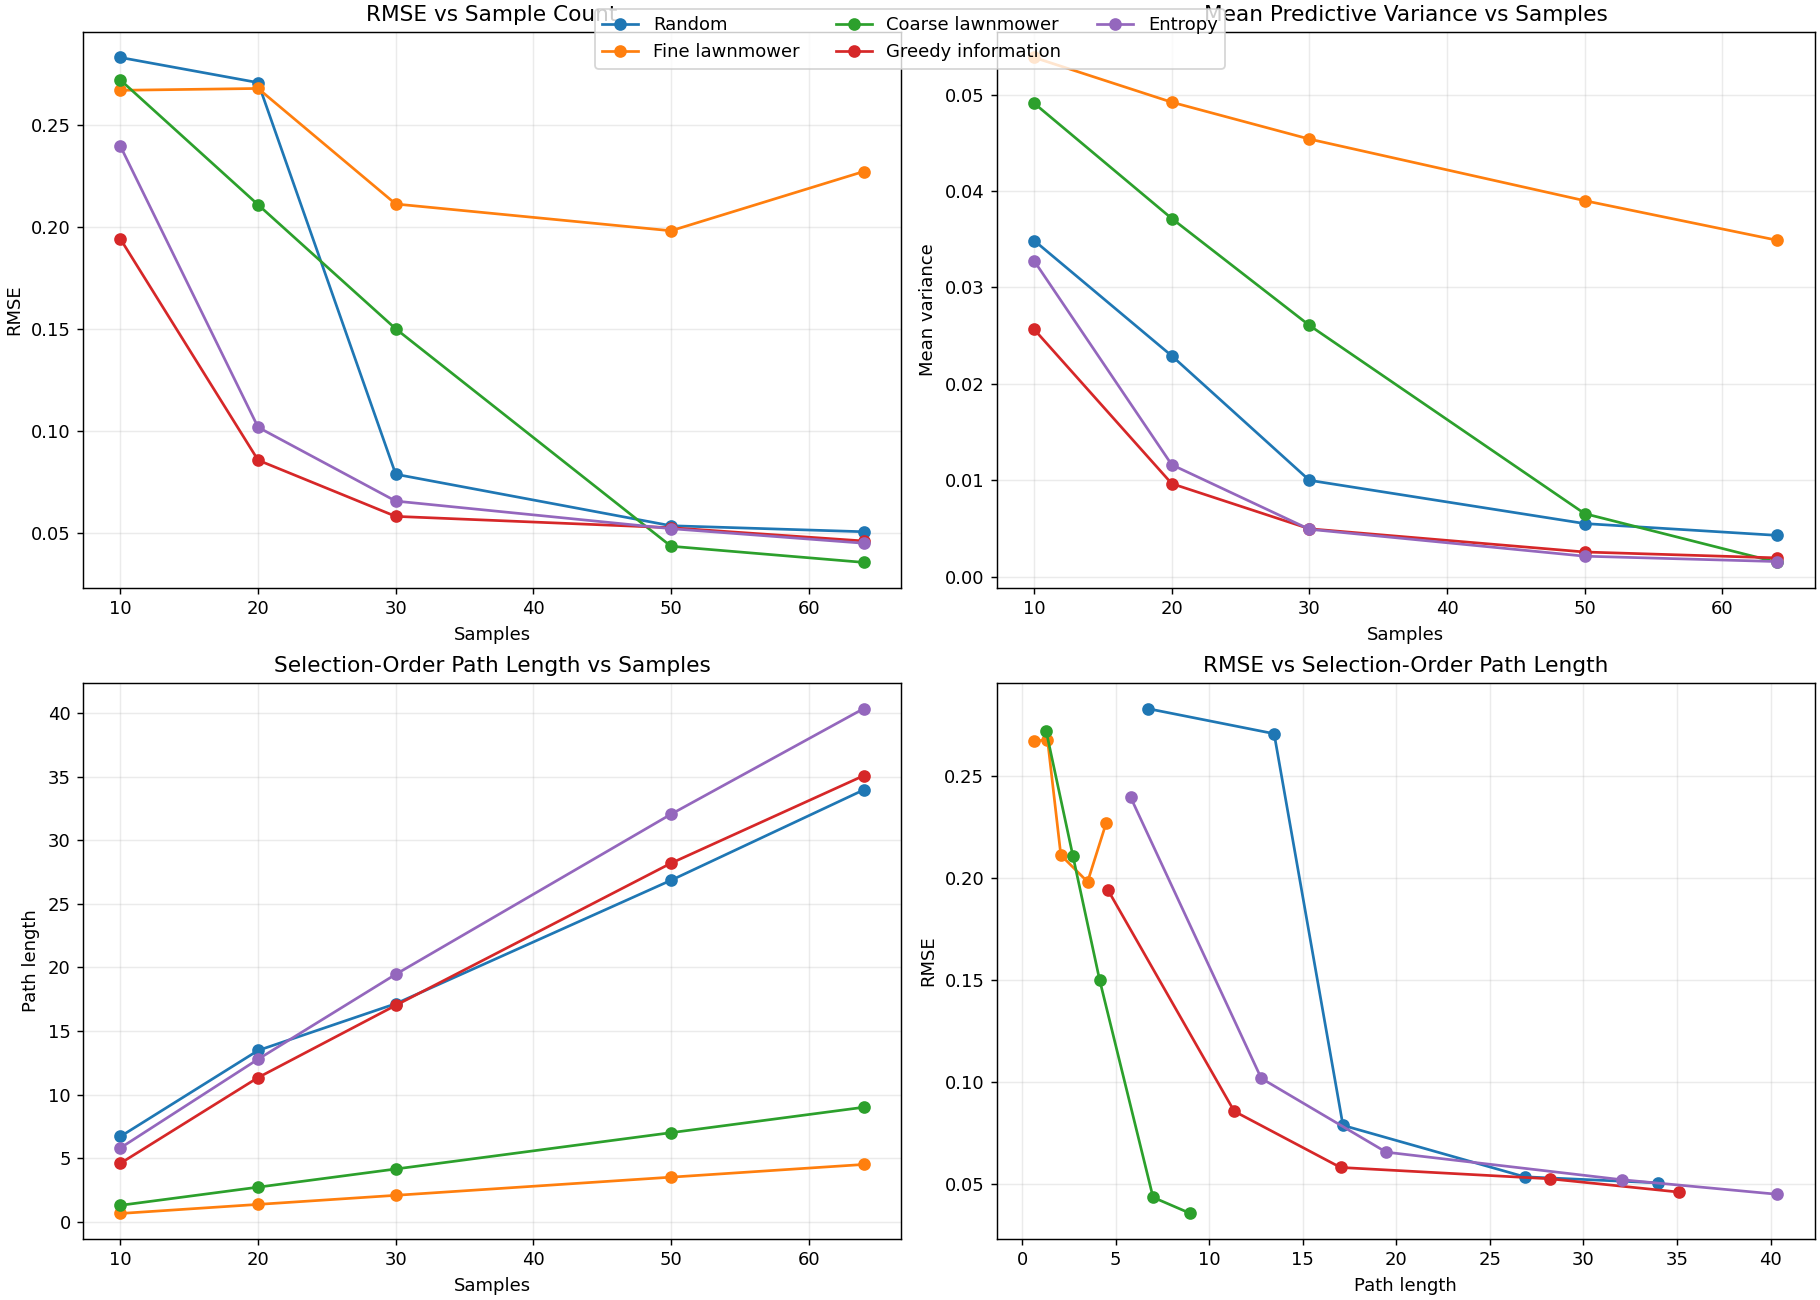 RMSE vs Sample Count
Mean Predictive Variance vs Samples
Random
Fine lawnmower
Coarse lawnmower
Greedy information
Entropy
RMSE
0.25
0.20
0.15
0.10
0.05
10 20 30 40 50 60
Samples
Mean variance
0.05
0.04
0.03
0.02
0.01
0.00
10 20 30 40 50 60
Samples
Selection-Order Path Length vs Samples
Path length
40
35
30
25
20
15
10
5
0
10 20 30 40 50 60
Samples
RMSE vs Selection-Order Path Length
RMSE
0.25
0.20
0.15
0.10
0.05
0 5 10 15 20 25 30 35 40
Path length